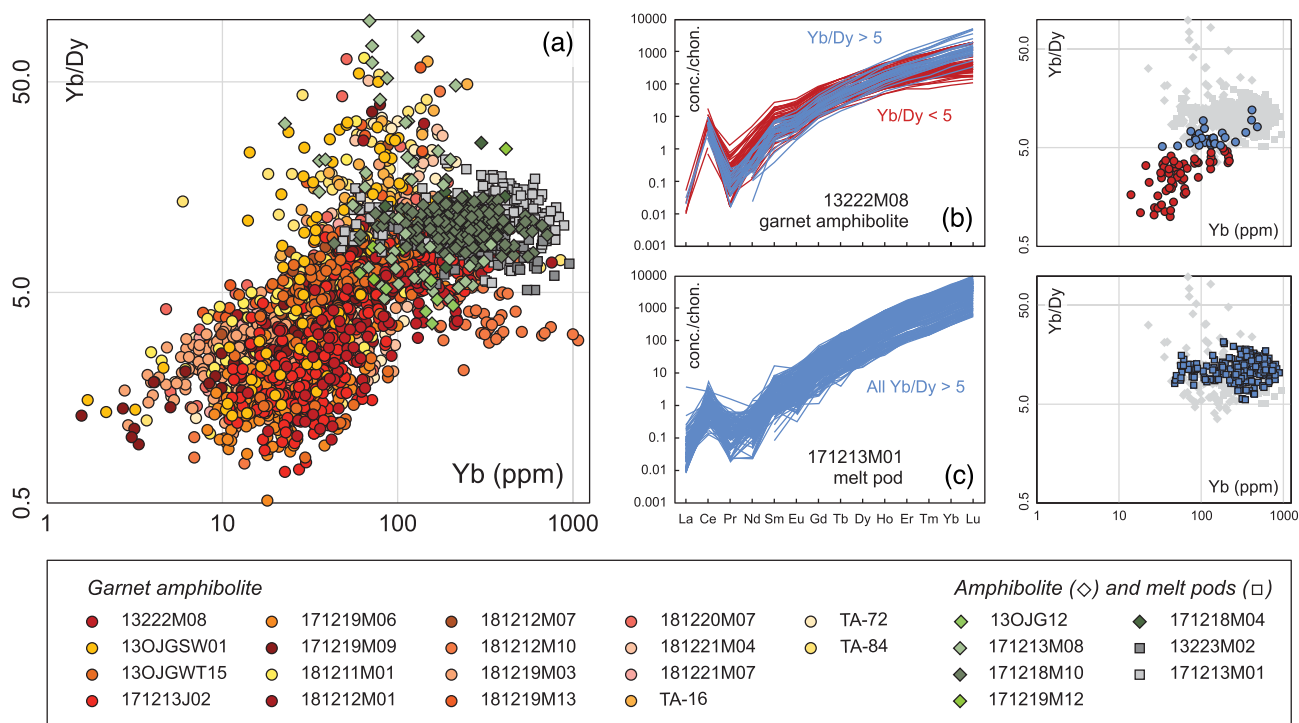 (a)
Yb/Dy
50.0
5.0
0.5
Yb (ppm)
1
10
100
1000
10000
1000
100
10
1
0.1
0.01
0.001
conc./chon.
Yb/Dy > 5
Yb/Dy < 5
13222M08
garnet amphibolite
(b)
Yb/Dy
50.0
5.0
0.5
Yb (ppm)
10000
1000
100
10
1
0.1
0.01
0.001
conc./chon.
All Yb/Dy > 5
171213M01
melt pod
(c)
La Ce Pr Nd Sm Eu Gd Tb Dy Ho Er Tm Yb Lu
Yb/Dy
50.0
5.0
0.5
Yb (ppm)
1
10
100
1000
Garnet amphibolite
13222M08
13OJGSW01
13OJGWT15
171213J02
171219M06
171219M09
181211M01
181212M01
181212M07
181212M10
181219M03
181219M13
181220M07
181221M04
181221M07
TA-16
TA-72
TA-84
Amphibolite (◇) and melt pods (□)
13OJG12
171213M08
171218M10
171219M12
171218M04
13223M02
171213M01